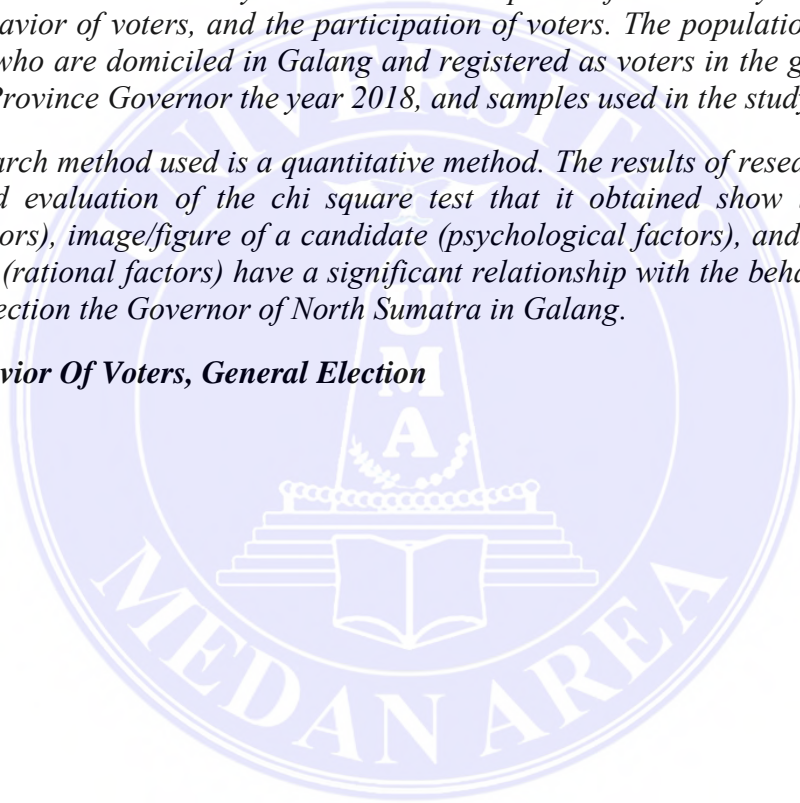 avior of voters, and the participation of voters. The populatio
who are domiciled in Galang and registered as voters in the g
Province Governor the year 2018, and samples used in the study
arch method used is a quantitative method. The results of resea
d evaluation of the chi square test that it obtained show
ors), image/figure of a candidate (psychological factors), and
(rational factors) have a significant relationship with the beha
ection the Governor of North Sumatra in Galang.
vior Of Voters, General Election
UNIVERSITAS
U
M
A
MEDAN AREA